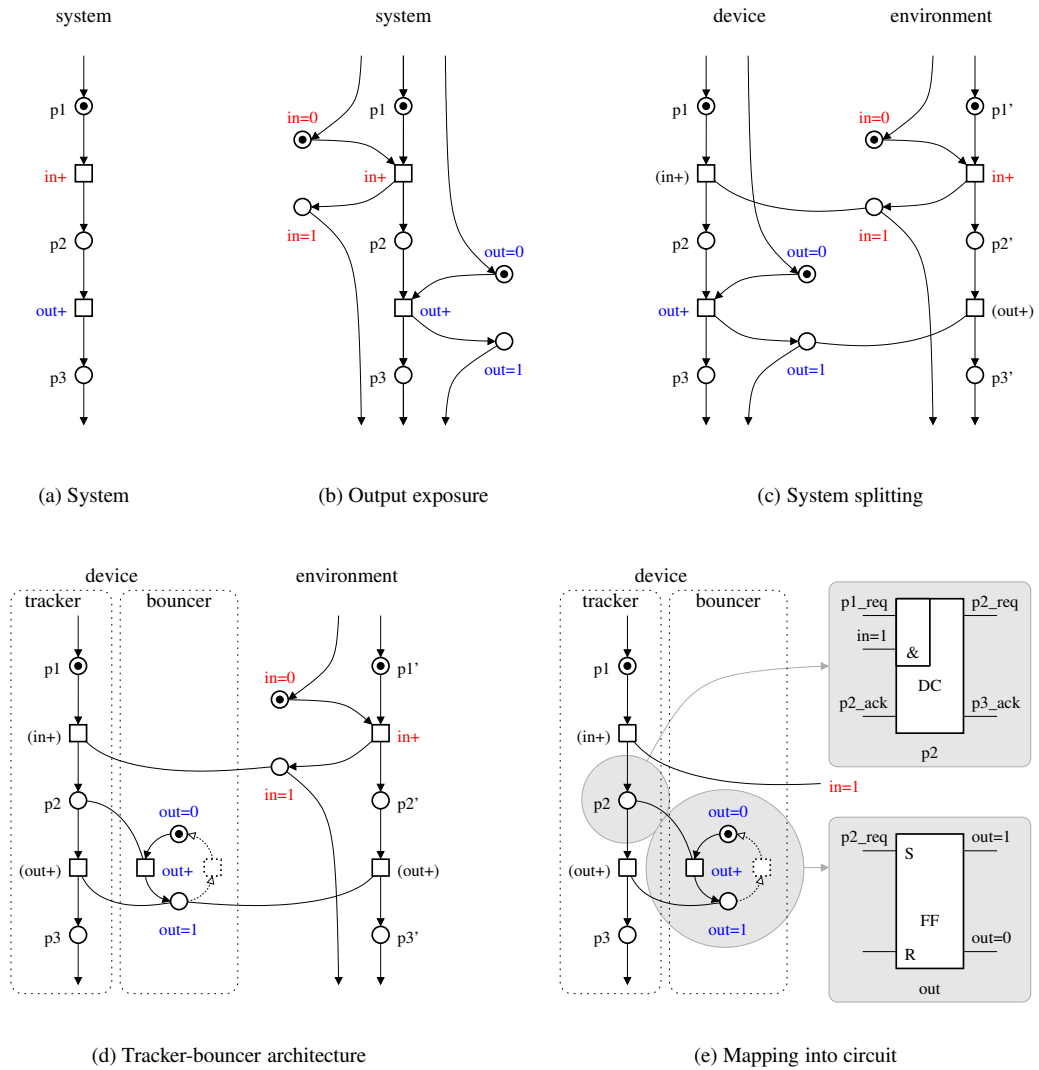 system
p1
in+
p2
out+
p3
(a) System
system
in=0
p1
in+
in=1
p2
out=0
out+
out=1
p3
(b) Output exposure
device
environment
p1
in=0
p1'
(in+)
in+
in=1
p2
out=0
p2'
out+
(out+)
p3
out=1
p3'
(c) System splitting
device
tracker
bouncer
environment
p1
in=0
p1'
(in+)
in+
in=1
p2
out=0
p2'
(out+)
out+
(out+)
p3
out=1
p3'
(d) Tracker-bouncer architecture
device
tracker
bouncer
p1
(in+)
p2
in=1
out=0
(out+)
out+
out=1
p3
p1_req
p2_req
in=1
&
DC
p2_ack
p3_ack
p2
p2_req
out=1
S
FF
R
out=0
out
(e) Mapping into circuit